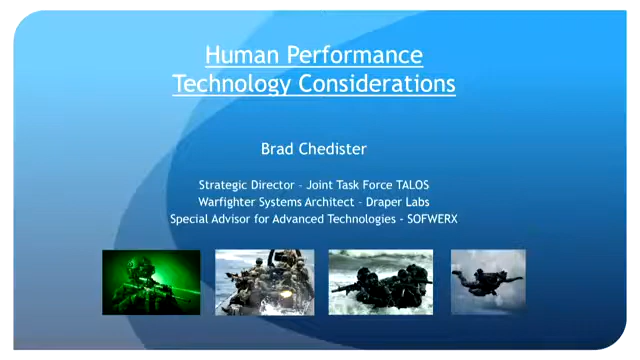 Human Performance
Technology Considerations
Brad Chedister
Strategic Director – Joint Task Force TALOS
Warfighter Systems Architect – Draper Labs
Special Advisor for Advanced Technologies - SOFWERX